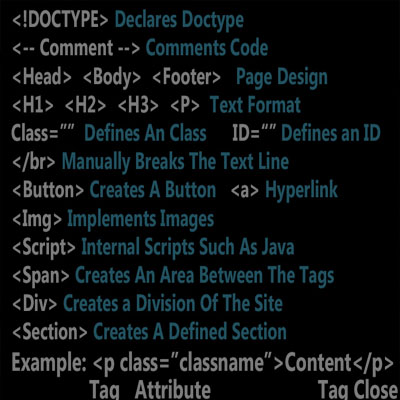 <!DOCTYPE> Declares Doctype
<-- Comment --> Comments Code
<Head> <Body> <Footer> Page Design
<H1> <H2> <H3> <P> Text Format
Class="" Defines An Class ID="" Defines an ID
</br> Manually Breaks The Text Line
<Button> Creates A Button <a> Hyperlink
<Img> Implements Images
<Script> Internal Scripts Such As Java
<Span> Creates An Area Between The Tags
<Div> Creates a Division Of The Site
<Section> Creates A Defined Section
Example: <p class="classname">Content</p>
Tag Attribute Tag Close